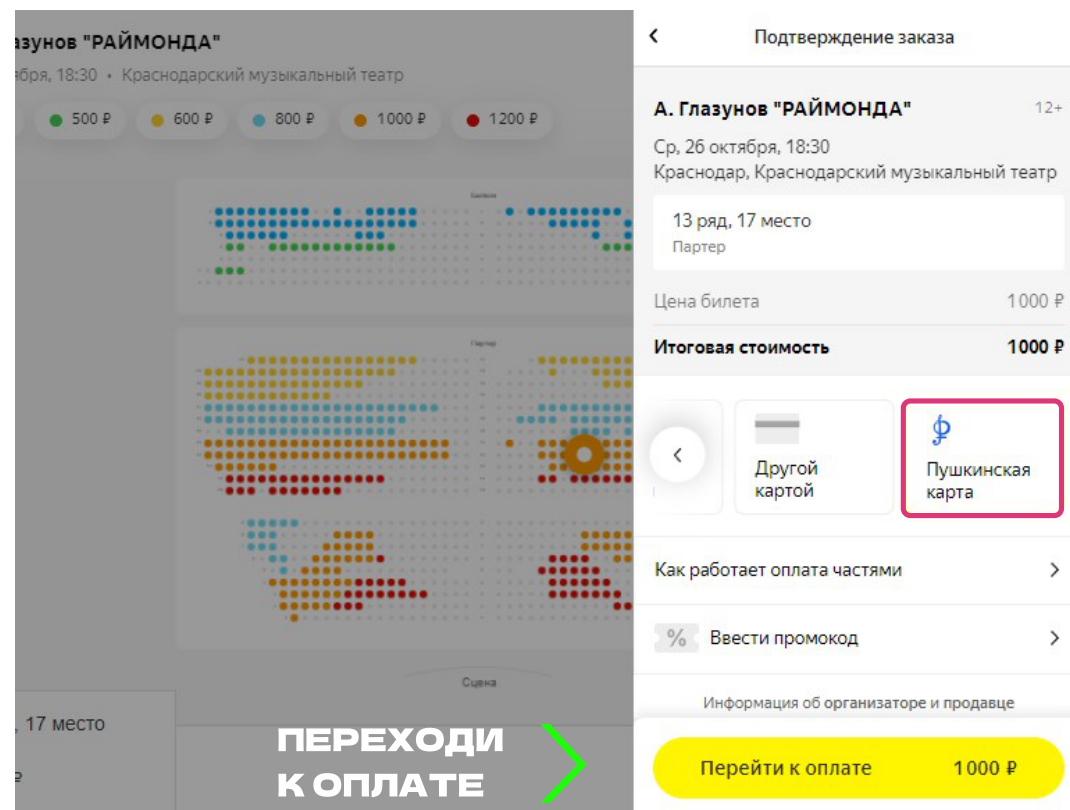 азунов "РАЙМОНДА"
ября, 18:30 • Краснодарский музыкальный театр
500 ₽
600 ₽
800 ₽
1000 ₽
1200 ₽
Балкон
Партер
Сцена
, 17 место
₽
ПЕРЕХОДИ
К ОПЛАТЕ
Подтверждение заказа
А. Глазунов "РАЙМОНДА"
12+
Ср, 26 октября, 18:30
Краснодар, Краснодарский музыкальный театр
13 ряд, 17 место
Партер
Цена билета
1000 ₽
Итоговая стоимость
1000 ₽
Другой
картой
Пушкинская
карта
Как работает оплата частями
% Ввести промокод
Информация об организаторе и продавце
Перейти к оплате
1000 ₽